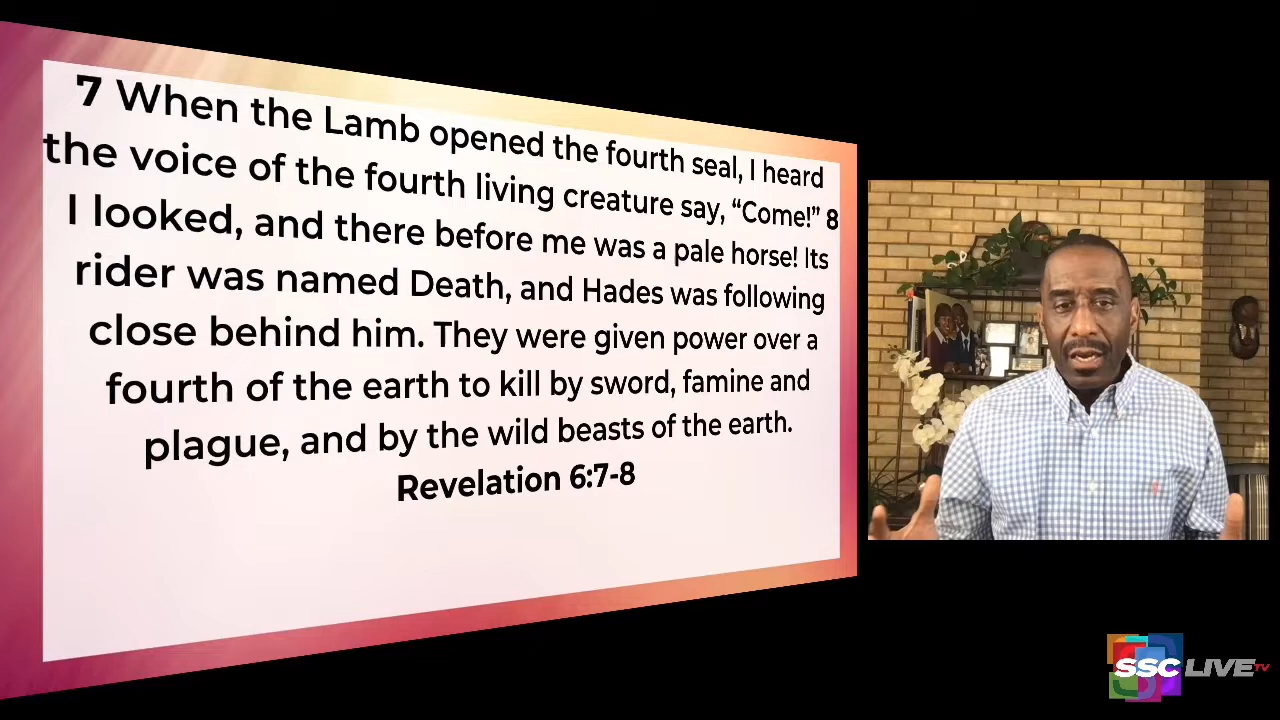 7 When the Lamb opened the fourth seal, I heard
the voice of the fourth living creature say, “Come!” 8
I looked, and there before me was a pale horse! Its
rider was named Death, and Hades was following
close behind him. They were given power over a
fourth of the earth to kill by sword, famine and
plague, and by the wild beasts of the earth.
Revelation 6:7-8
SSC LIVE TV